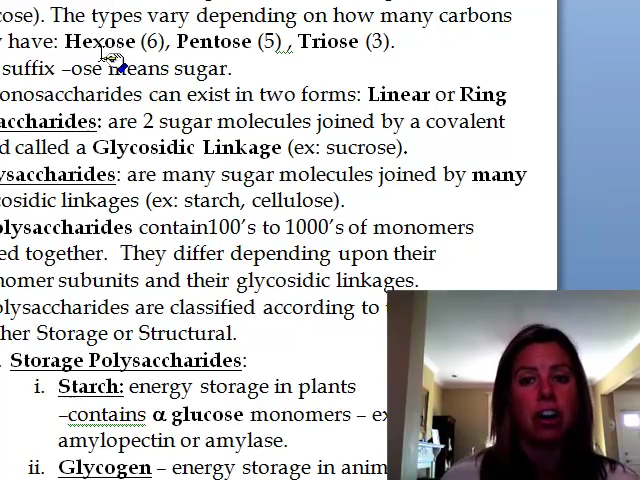 ose). The types vary depending on how many carbons
have: Hexose (6), Pentose (5) , Triose (3).
suffix –ose means sugar.
onosaccharides can exist in two forms: Linear or Ring
accharides: are 2 sugar molecules joined by a covalent
d called a Glycosidic Linkage (ex: sucrose).
ysaccharides: are many sugar molecules joined by many
osidic linkages (ex: starch, cellulose).
olysaccharides contain100's to 1000's of monomers
ed together. They differ depending upon their
nomer subunits and their glycosidic linkages.
olysaccharides are classified according to
her Storage or Structural.
Storage Polysaccharides:
i. Starch: energy storage in plants
–contains α glucose monomers – ex
amylopectin or amylase.
ii. Glycogen – energy storage in anim